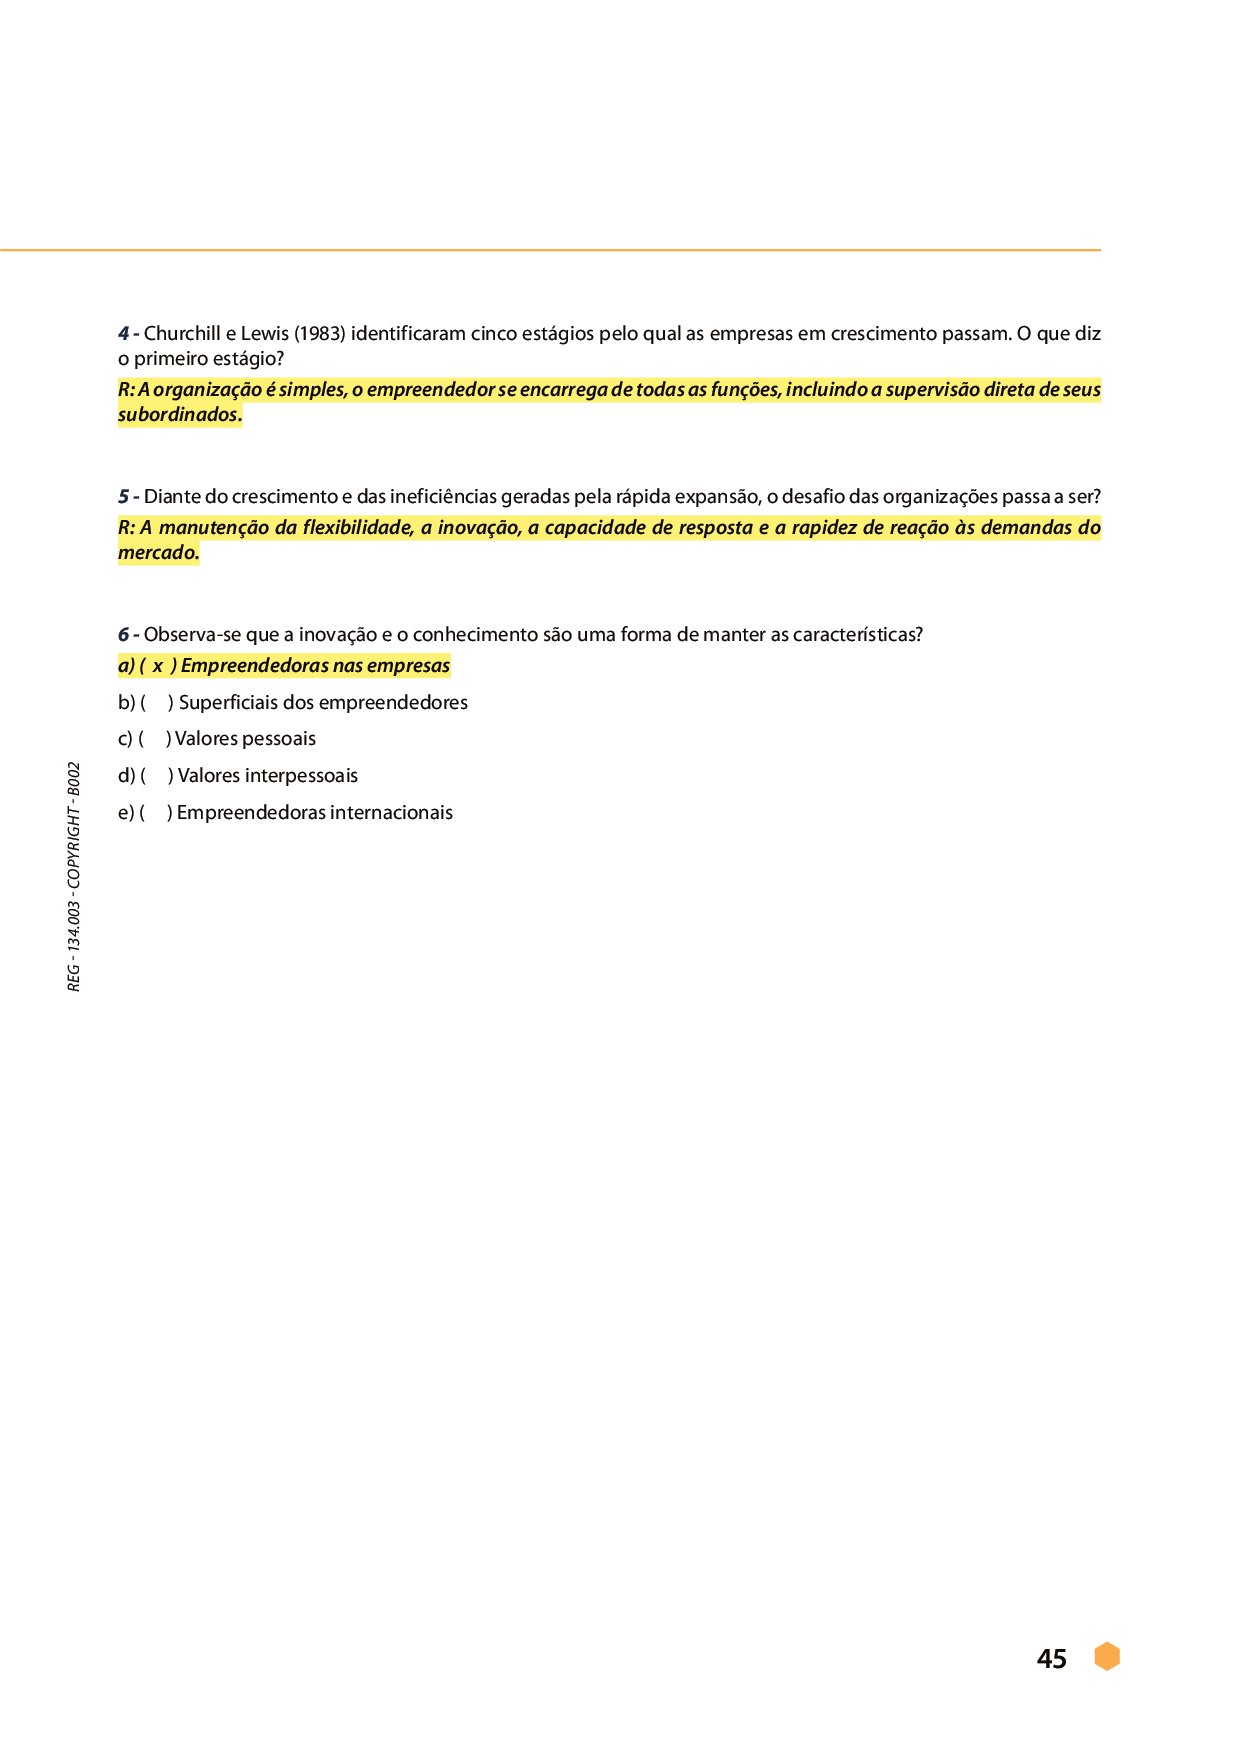 4 - Churchill e Lewis (1983) identificaram cinco estágios pelo qual as empresas em crescimento passam. O que diz
o primeiro estágio?
R: A organização é simples, o empreendedor se encarrega de todas as funções, incluindo a supervisão direta de seus
subordinados.
5 - Diante do crescimento e das ineficiências geradas pela rápida expansão, o desafio das organizações passa a ser?
R: A manutenção da flexibilidade, a inovação, a capacidade de resposta e a rapidez de reação às demandas do
mercado.
6 - Observa-se que a inovação e o conhecimento são uma forma de manter as características?
a) ( x ) Empreendedoras nas empresas
b) ( ) Superficiais dos empreendedores
c) ( ) Valores pessoais
d) ( ) Valores interpessoais
e) ( ) Empreendedoras internacionais
REG - 134.003 - COPYRIGHT - B002
45